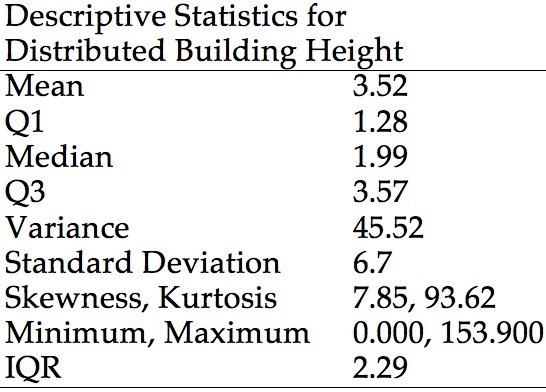 Descriptive Statistics for
Distributed Building Height
Mean 3.52
Q1 1.28
Median 1.99
Q3 3.57
Variance 45.52
Standard Deviation 6.7
Skewness, Kurtosis 7.85, 93.62
Minimum, Maximum 0.000, 153.900
IQR 2.29